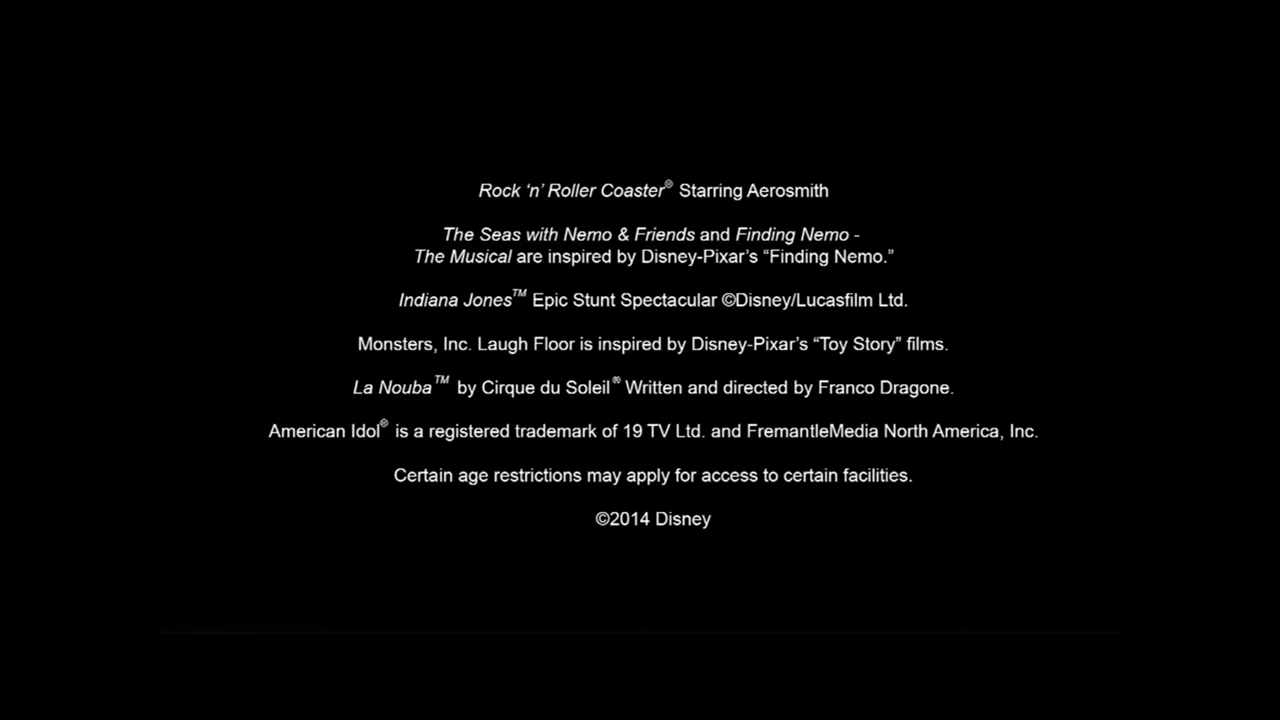 Rock ‘n’ Roller Coaster® Starring Aerosmith
The Seas with Nemo & Friends and Finding Nemo -
The Musical are inspired by Disney-Pixar’s “Finding Nemo.”
Indiana Jones™ Epic Stunt Spectacular ©Disney/Lucasfilm Ltd.
Monsters, Inc. Laugh Floor is inspired by Disney-Pixar’s “Toy Story” films.
La Nouba™ by Cirque du Soleil® Written and directed by Franco Dragone.
American Idol® is a registered trademark of 19 TV Ltd. and FremantleMedia North America, Inc.
Certain age restrictions may apply for access to certain facilities.
©2014 Disney